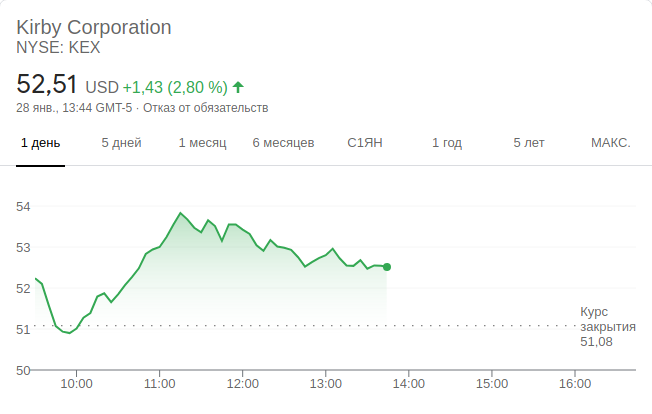 Kirby Corporation
NYSE: KEX
52,51 USD +1,43 (2,80 %)
28 янв., 13:44 GMT-5 · Отказ от обязательств
1 день 5 дней 1 месяц 6 месяцев С1ЯН 1 год 5 лет МАКС.
54
53
52
51
50
Курс
закрытия
51,08
10:00 11:00 12:00 13:00 14:00 15:00 16:00